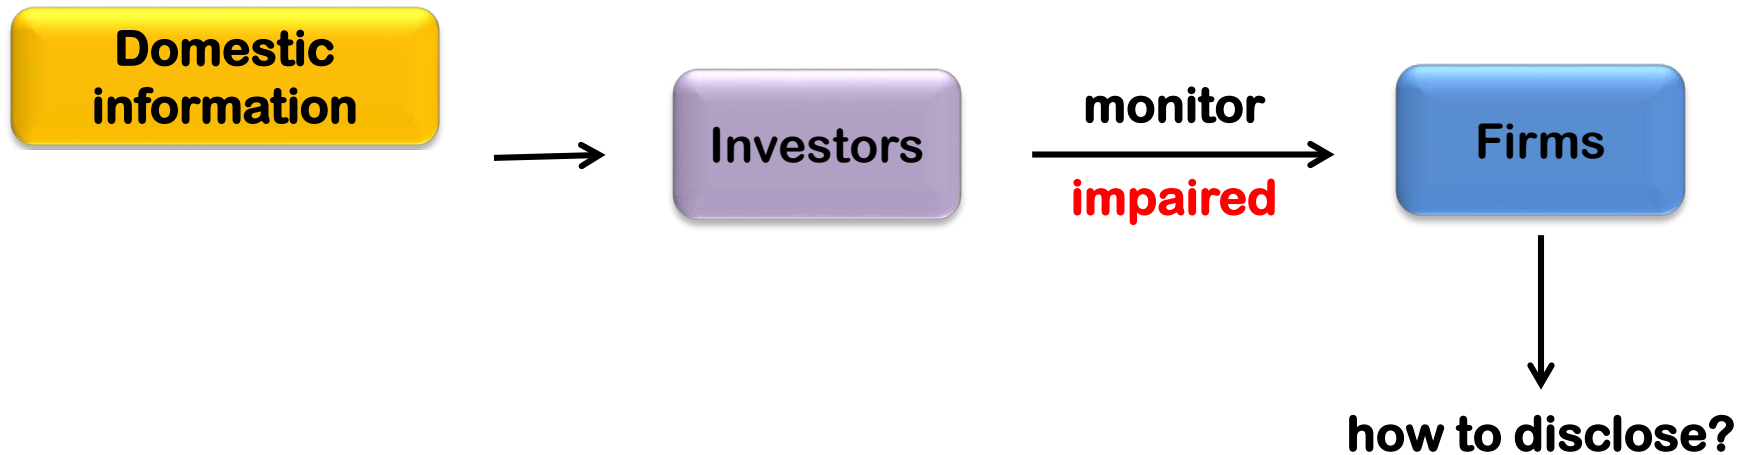 Domestic
information
Investors
monitor
impaired
Firms
how to disclose?